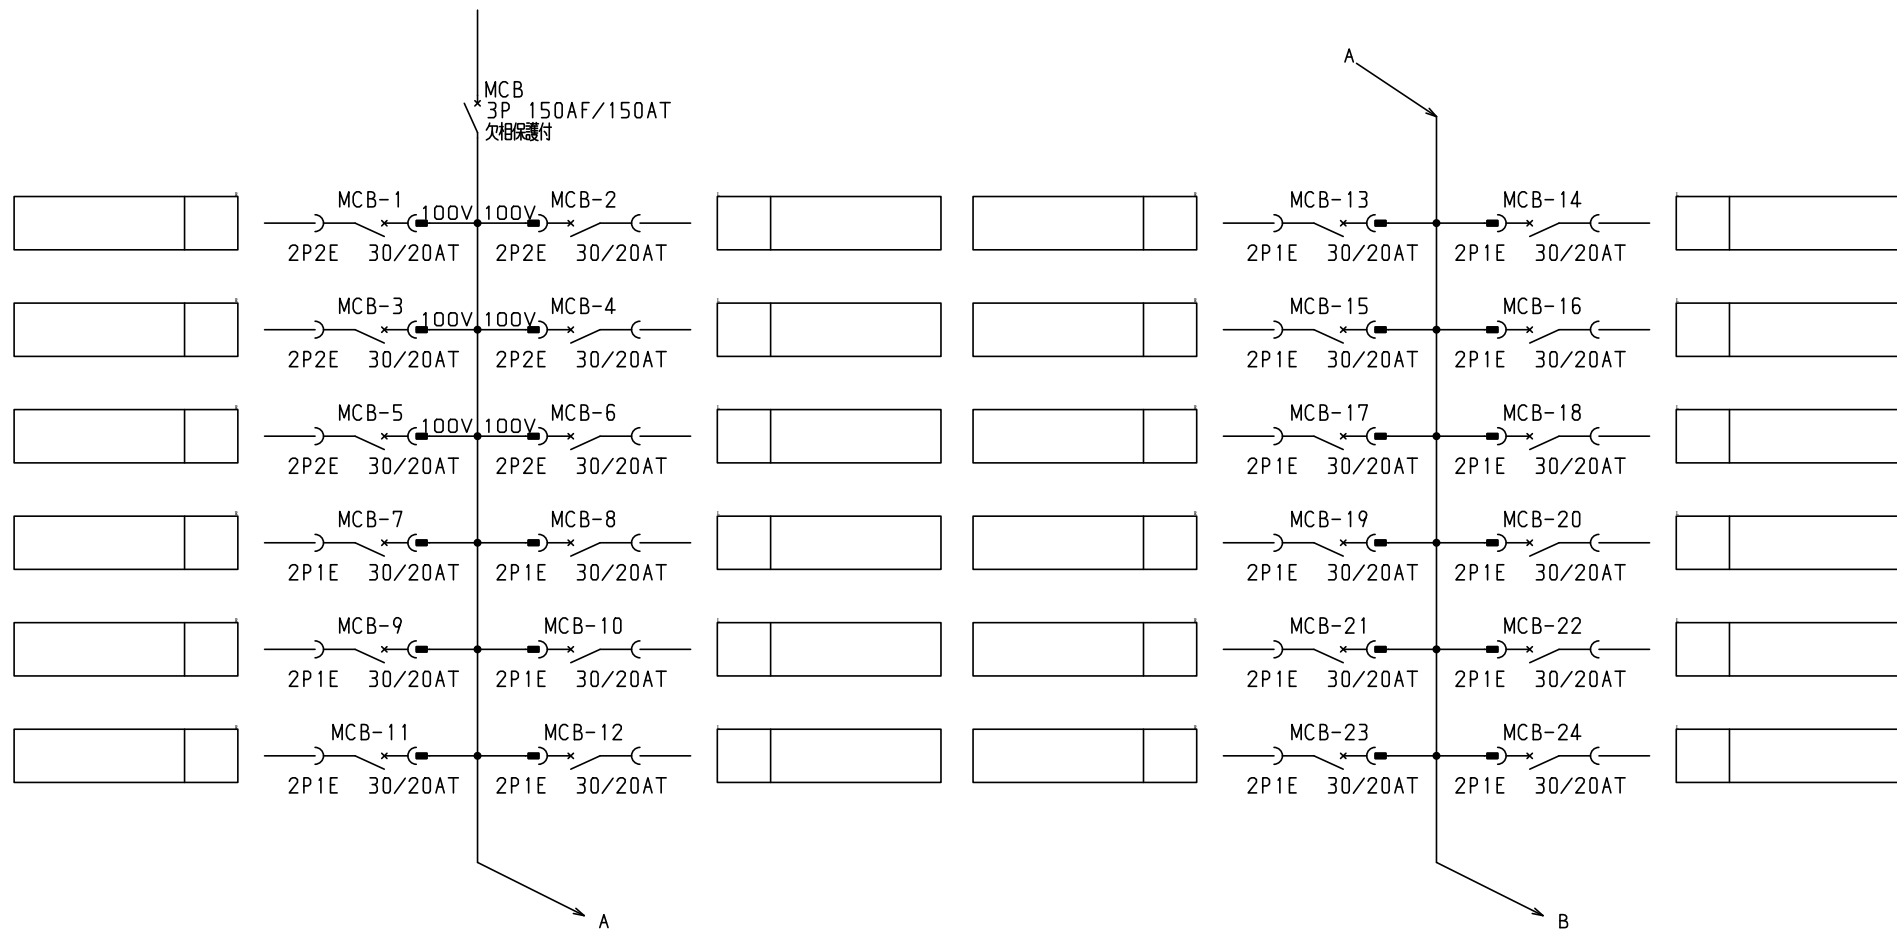 MCB
3P 150AF/150AT
欠相保護付
A
MCB-1 100V 100V MCB-2
2P2E 30/20AT 2P2E 30/20AT
MCB-3 100V 100V MCB-4
2P2E 30/20AT 2P2E 30/20AT
MCB-5 100V 100V MCB-6
2P2E 30/20AT 2P2E 30/20AT
MCB-7 MCB-8
2P1E 30/20AT 2P1E 30/20AT
MCB-9 MCB-10
2P1E 30/20AT 2P1E 30/20AT
MCB-11 MCB-12
2P1E 30/20AT 2P1E 30/20AT
A
MCB-13 MCB-14
2P1E 30/20AT 2P1E 30/20AT
MCB-15 MCB-16
2P1E 30/20AT 2P1E 30/20AT
MCB-17 MCB-18
2P1E 30/20AT 2P1E 30/20AT
MCB-19 MCB-20
2P1E 30/20AT 2P1E 30/20AT
MCB-21 MCB-22
2P1E 30/20AT 2P1E 30/20AT
MCB-23 MCB-24
2P1E 30/20AT 2P1E 30/20AT
B